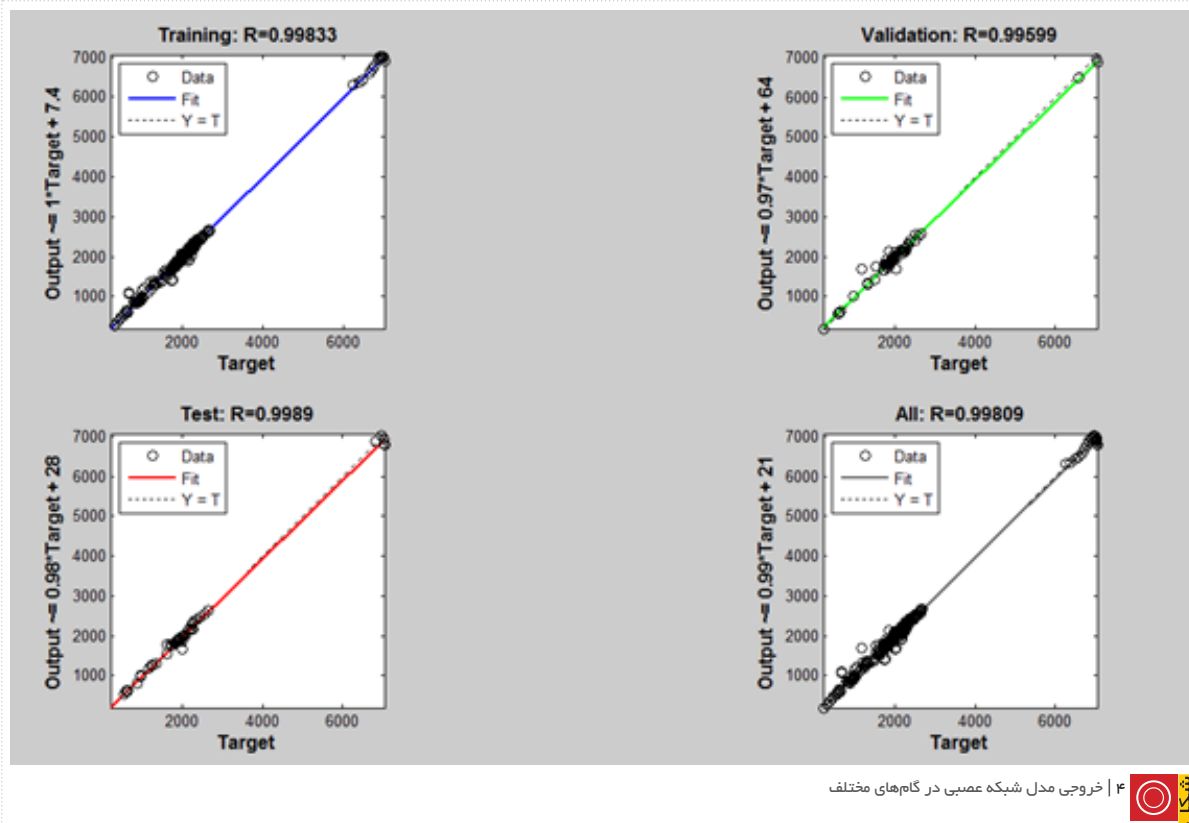 Training: R=0.99833
Output ~= 1*Target + 7.4
7000
6000
5000
4000
3000
2000
1000
Data
Fit
Y = T
2000 4000 6000
Target
Validation: R=0.99599
Output ~= 0.97*Target + 64
7000
6000
5000
4000
3000
2000
1000
Data
Fit
Y = T
2000 4000 6000
Target
Test: R=0.9989
Output ~= 0.98*Target + 28
7000
6000
5000
4000
3000
2000
1000
Data
Fit
Y = T
2000 4000 6000
Target
All: R=0.99809
Output ~= 0.99*Target + 21
7000
6000
5000
4000
3000
2000
1000
Data
Fit
Y = T
2000 4000 6000
Target
۴ | خروجی مدل شبکه عصبی در گام‌های مختلف